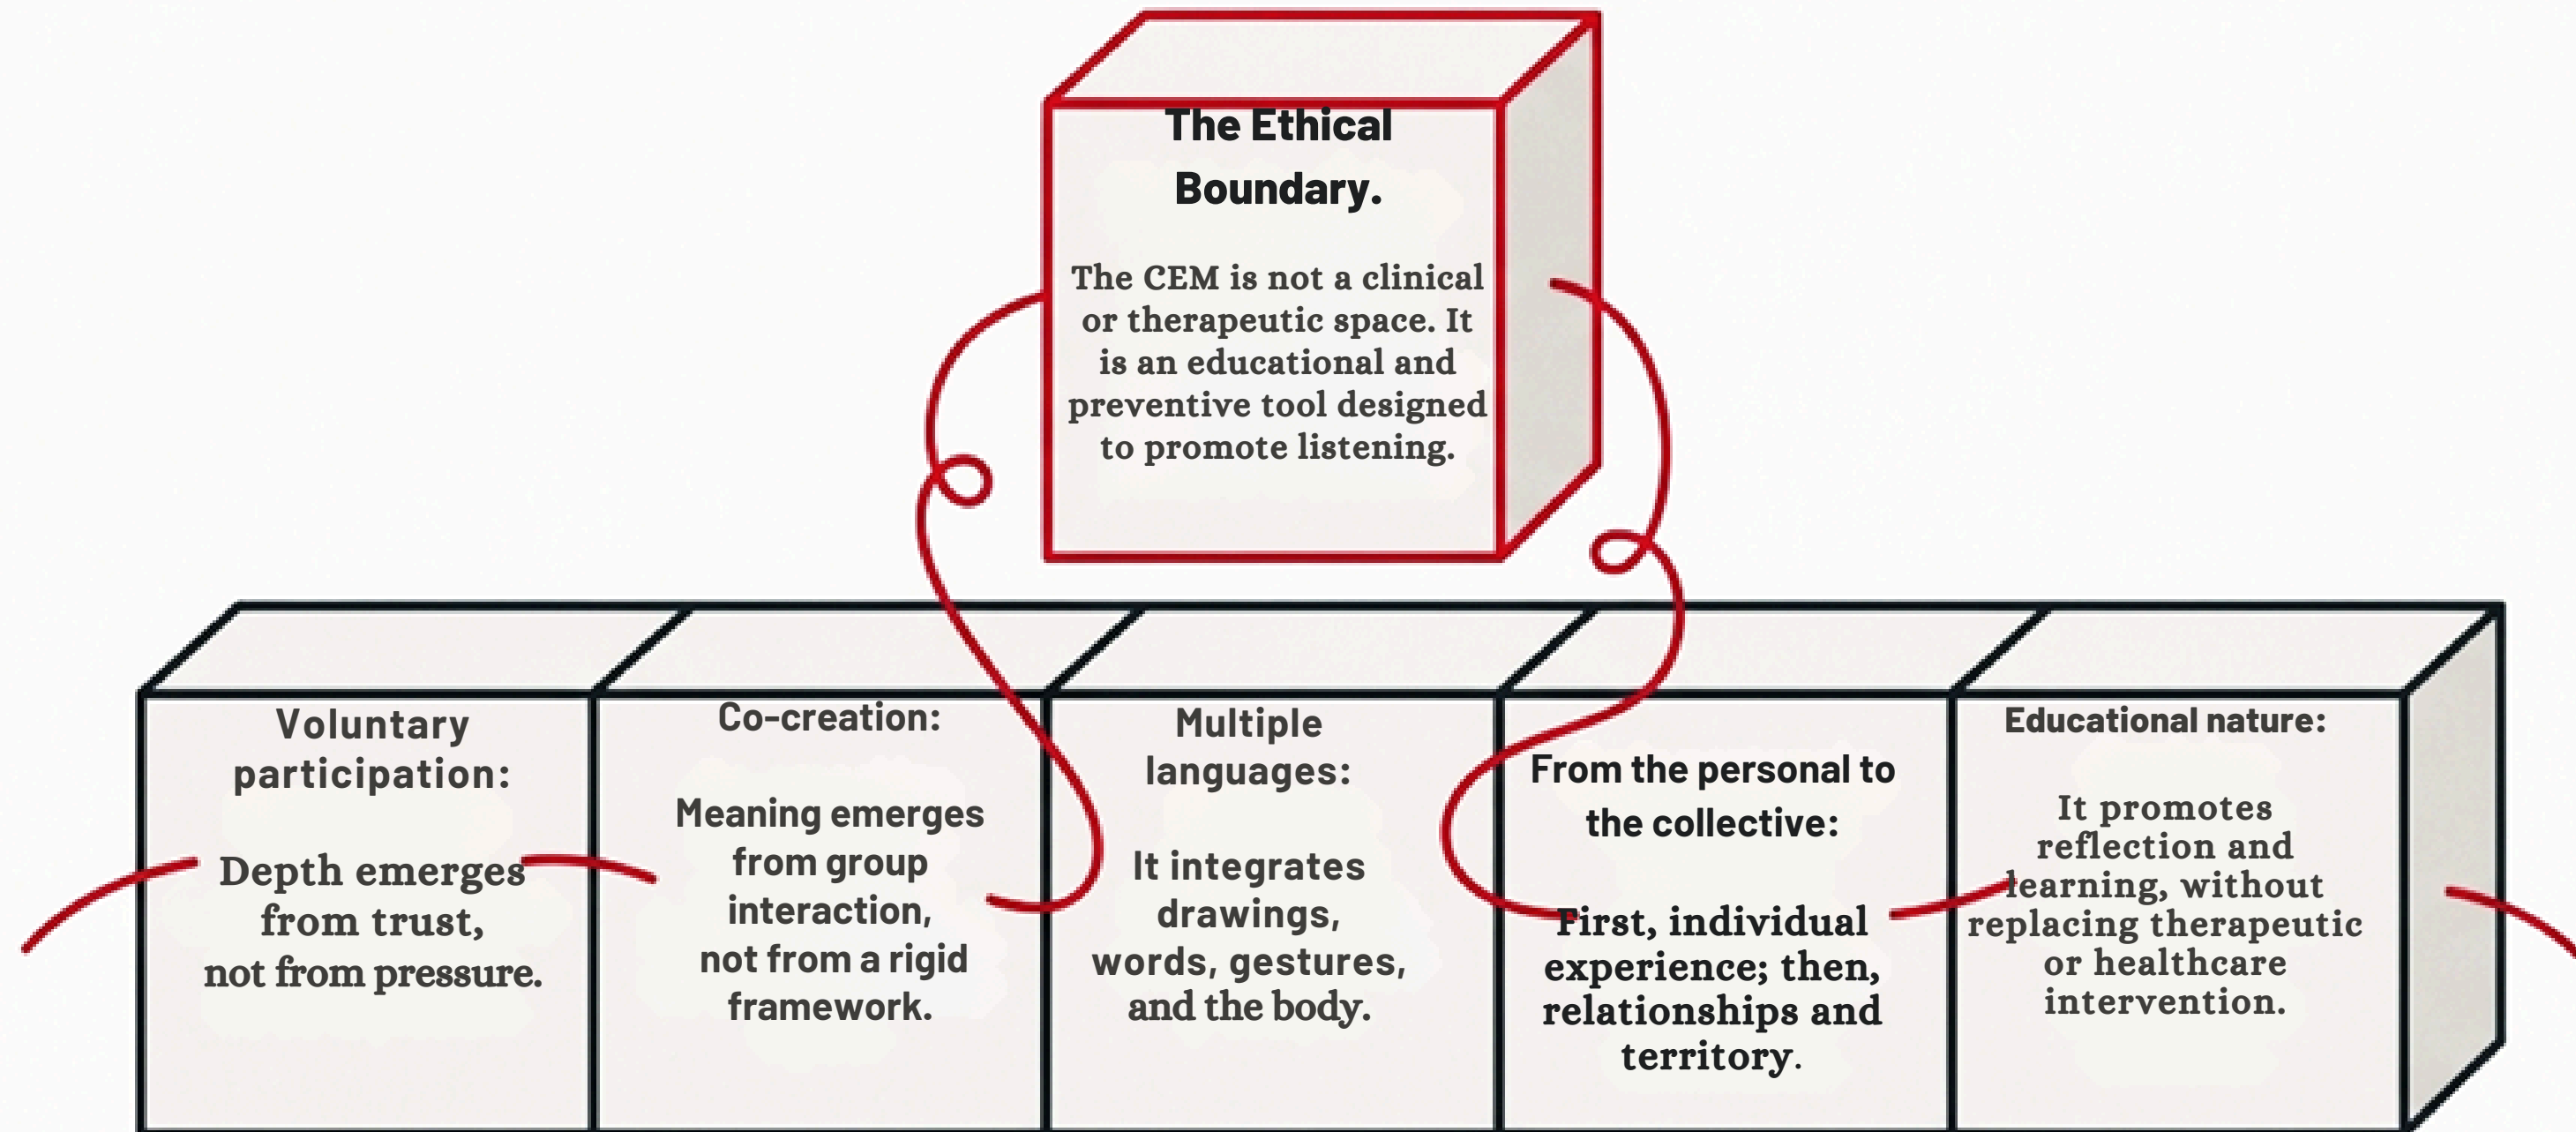 The Ethical
Boundary.
The CEM is not a clinical
or therapeutic space. It
is an educational and
preventive tool designed
to promote listening.
Voluntary
participation:
Depth emerges
from trust,
not from pressure.
Co-creation:
Meaning emerges
from group
interaction,
not from a rigid
framework.
Multiple
languages:
It integrates
drawings,
words, gestures,
and the body.
From the personal to
the collective:
First, individual
experience; then,
relationships and
territory.
Educational nature:
It promotes
reflection and
learning, without
replacing therapeutic
or healthcare
intervention.